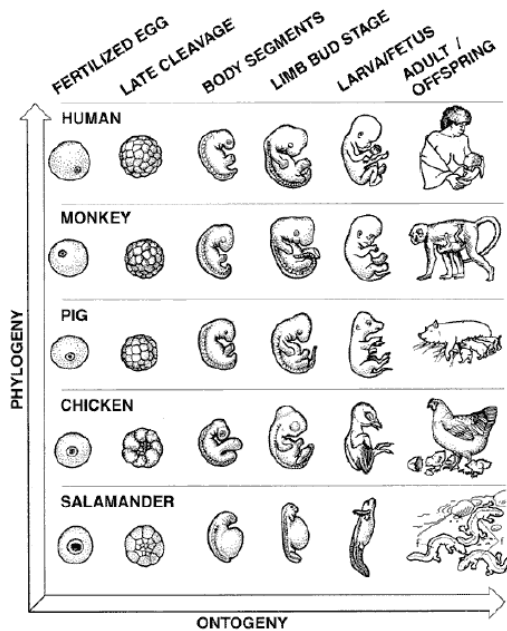 FERTILIZED EGG
LATE CLEAVAGE
BODY SEGMENTS
LIMB BUD STAGE
LARVA/FETUS
ADULT /
OFFSPRING
HUMAN
MONKEY
PIG
CHICKEN
SALAMANDER
PHYLOGENY
ONTOGENY